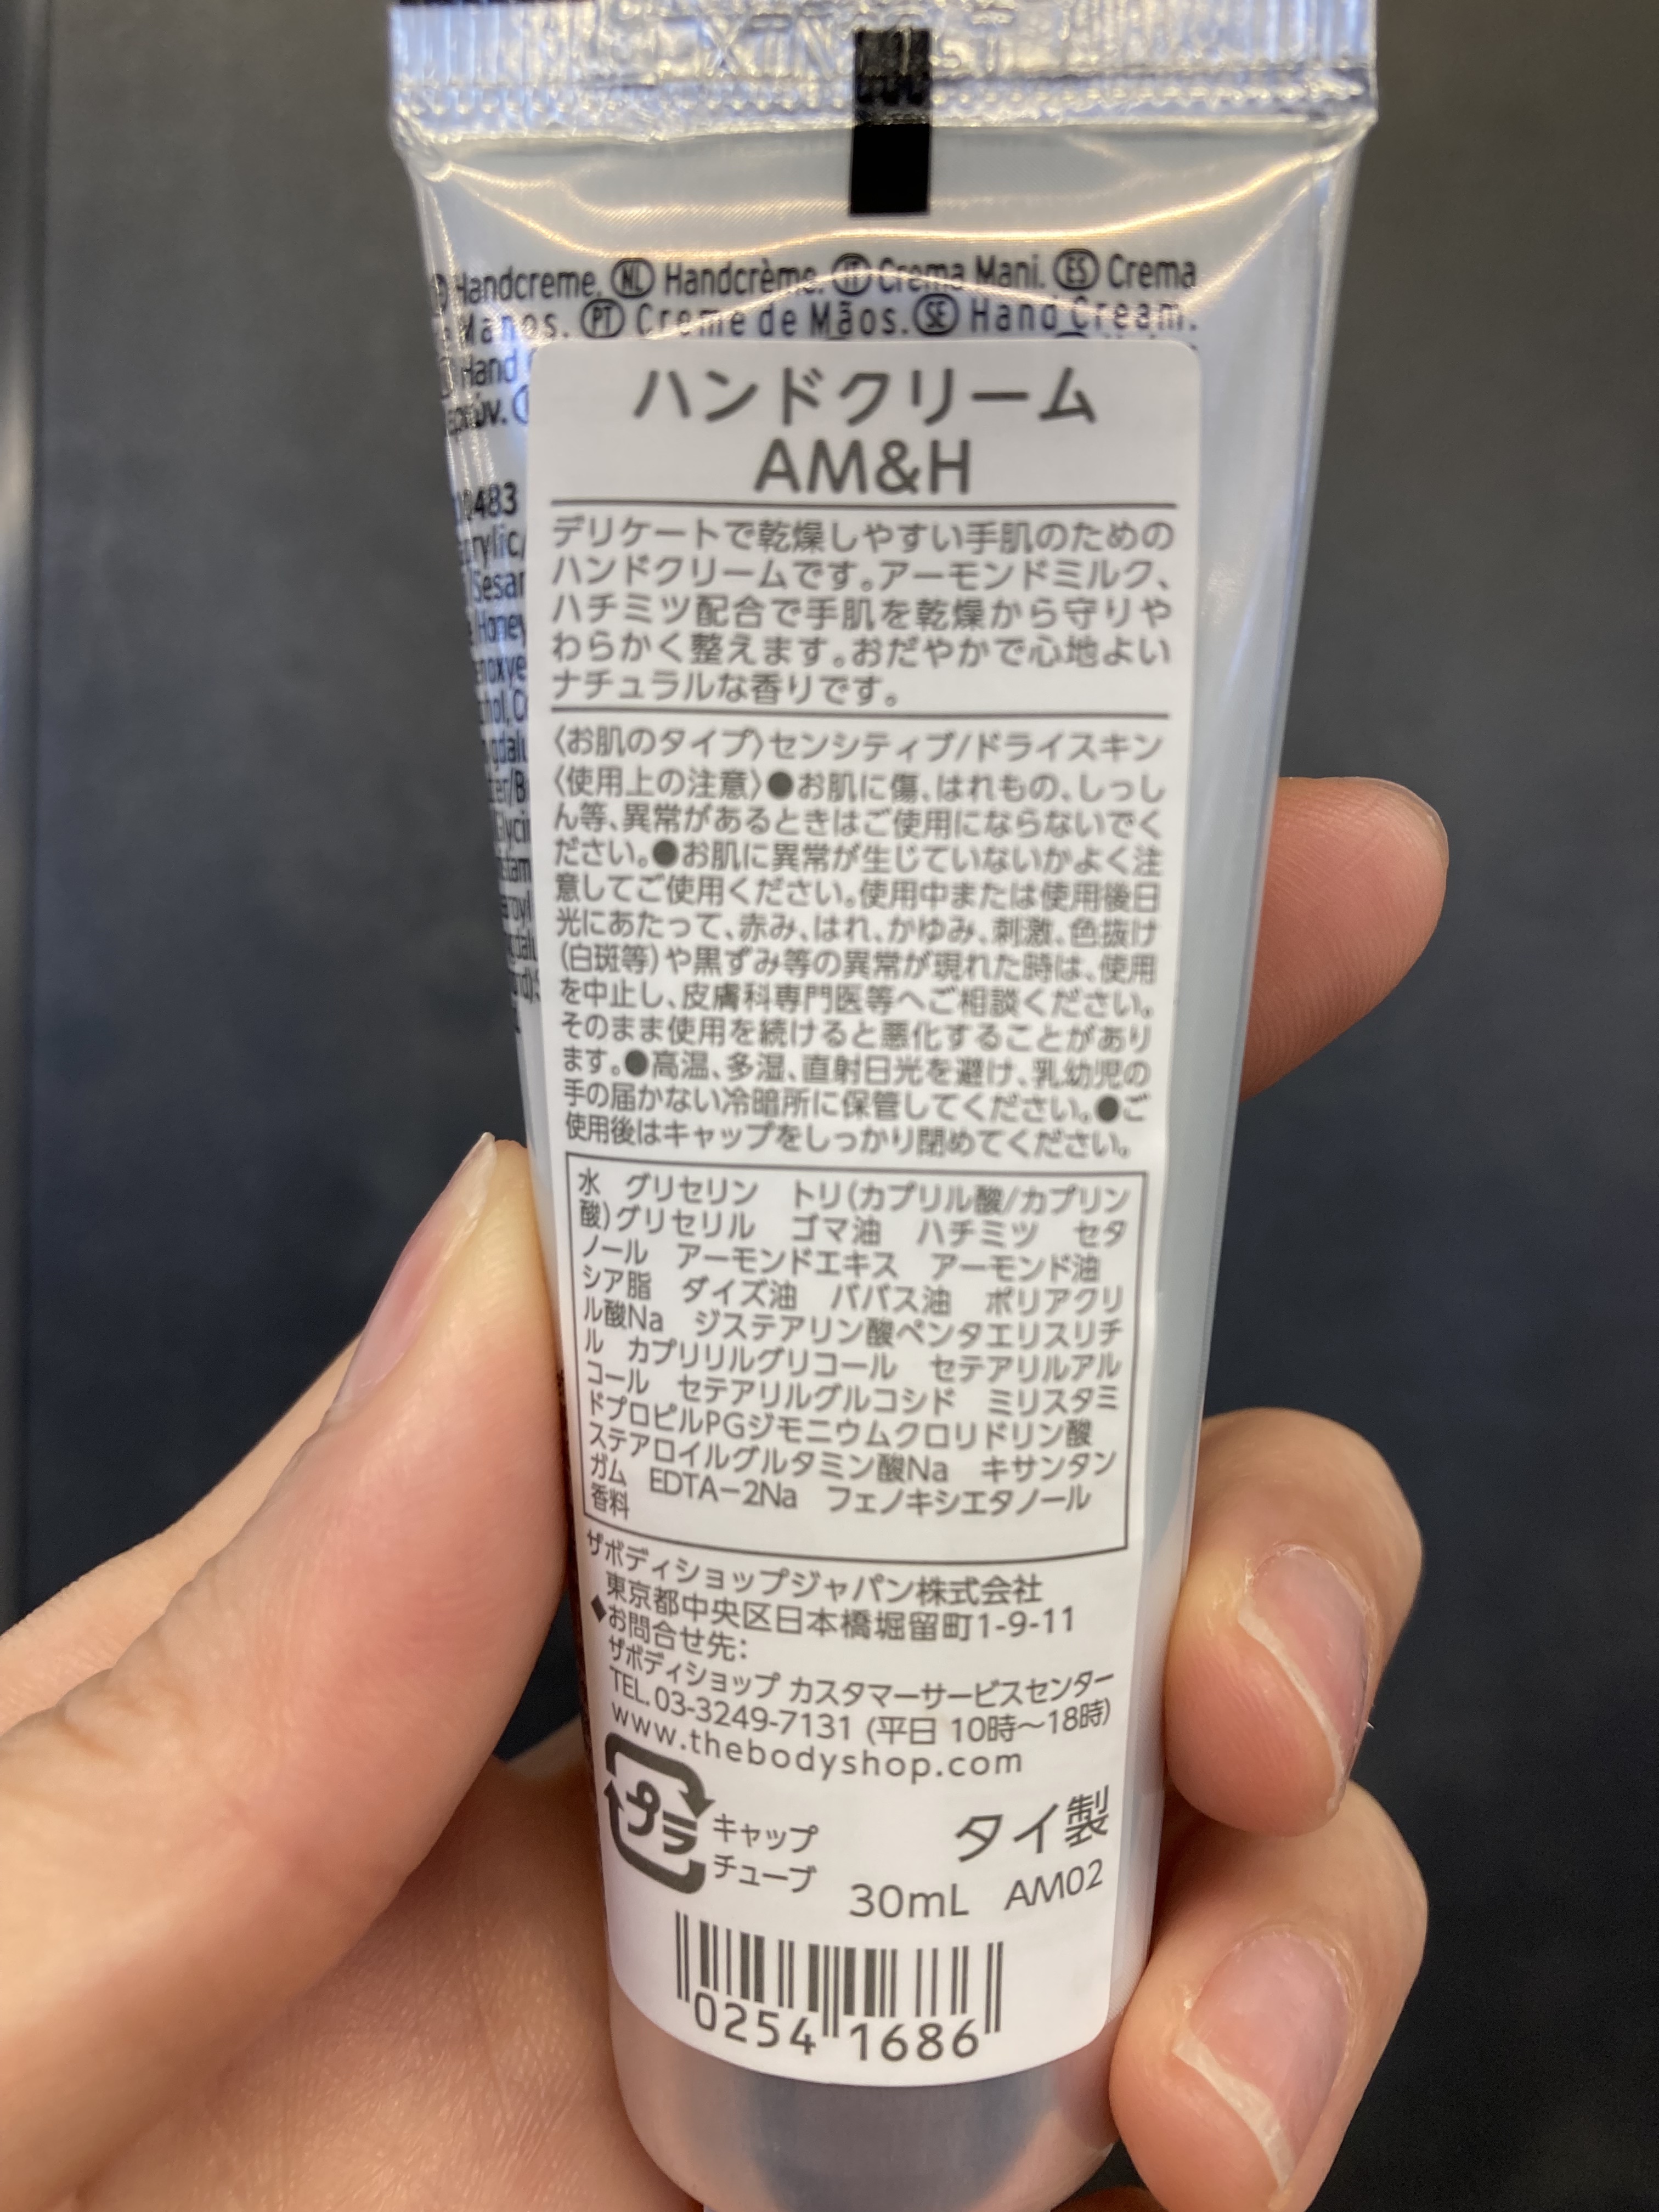 Handcreme. NL Handcrème. IT Crema Mani. ES Crema
Manos. PT Creme de Mãos. SE Hand Cream.
Hand
ハンドクリーム
AM&H
デリケートで乾燥しやすい手肌のための
ハンドクリームです。アーモンドミルク、
ハチミツ配合で手肌を乾燥から守りや
わらかく整えます。おだやかで心地よい
ナチュラルな香りです。
〈お肌のタイプ〉センシティブ/ドライスキン
〈使用上の注意〉●お肌に傷、はれもの、しっし
ん等、異常があるときはご使用にならないでく
ださい。●お肌に異常が生じていないかよく注
意してご使用ください。使用中または使用後日
光にあたって、赤み、はれ、かゆみ、刺激、色抜け
(白斑等)や黒ずみ等の異常が現れた時は、使用
を中止し、皮膚科専門医等へご相談ください。
そのまま使用を続けると悪化することがあり
ます。●高温、多湿、直射日光を避け、乳幼児の
手の届かない冷暗所に保管してください。●ご
使用後はキャップをしっかり閉めてください。
水 グリセリン トリ(カプリル酸/カプリン
酸)グリセリル ゴマ油 ハチミツ セタ
ノール アーモンドエキス アーモンド油
シア脂 ダイズ油 ババス油 ポリアクリ
ル酸Na ジステアリン酸ペンタエリスリチ
ル カプリリルグリコール セテアリルアル
コール セテアリルグルコシド ミリスタミ
ドプロピルPGジモニウムクロリドリン酸
ステアロイルグルタミン酸Na キサンタン
ガム EDTA-2Na フェノキシエタノール
香料
ザボディショップジャパン株式会社
東京都中央区日本橋堀留町1-9-11
◆お問合せ先:
ザボディショップ カスタマーサービスセンター
TEL.03-3249-7131 (平日 10時〜18時)
www.thebodyshop.com
プラ
キャップ
チューブ
タイ製
30mL AM02
0254 1686